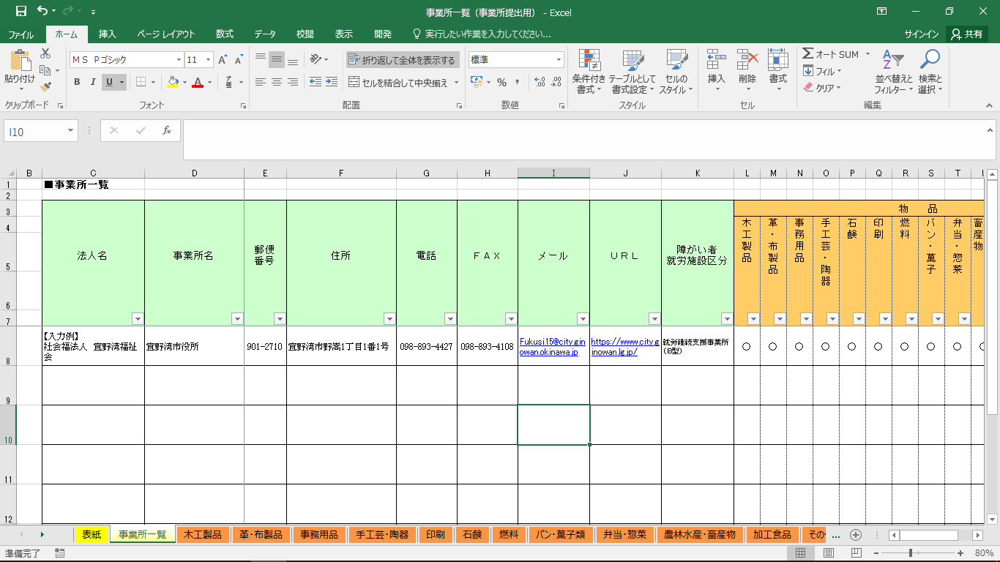 事業所一覧（事業所提出用） - Excel
ファイル ホーム 挿入 ページ レイアウト 数式 データ 校閲 表示 開発 実行したい作業を入力してください... サインイン 共有
貼り付け
クリップボード
ＭＳ Ｐゴシック 11
B I U
フォント
折り返して全体を表示する
セルを結合して中央揃え
配置
標準
%
数値
条件付き書式
テーブルとして書式設定
セルのスタイル
スタイル
挿入 削除 書式
セル
オート SUM
フィル
クリア
並べ替えとフィルター
検索と選択
編集
I10
fx
B C D E F G H I J K L M N O P Q R S T U
1 ■事業所一覧
2
3
4
5
6
7
法人名
事業所名
郵便
番号
住所
電話
ＦＡＸ
メール
ＵＲＬ
障がい者
就労施設区分
物　品
木工製品
革・布製品
事務用品
手工芸・陶器
石鹸
印刷
燃料
パン・菓子
弁当・惣菜
畜産物
8
【入力例】
社会福祉法人　宜野湾福祉
会
宜野湾市役所
901-2710
宜野湾市野嵩1丁目1番1号
098-893-4427
098-893-4108
Fukusi15@city.gin
owan.okinawa.jp
https://www.city.g
inowan.lg.jp/
就労継続支援事業所
（B型）
○ ○ ○ ○ ○ ○ ○ ○ ○
9
10
11
12
表紙 事業所一覧 木工製品 革・布製品 事務用品 手工芸・陶器 印刷 石鹸 燃料 パン・菓子類 弁当・惣菜 農林水産・畜産物 加工食品 その ...
準備完了
80%